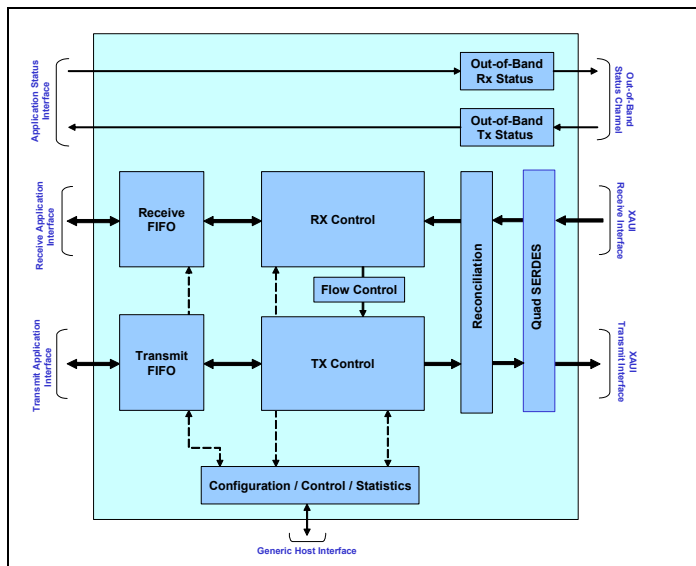 Application Status
Interface
Out-of-Band
Rx Status
Out-of-Band
Tx Status
Out-of-Band
Status Channel
Receive Application
Interface
Receive
FIFO
RX Control
Flow Control
Reconciliation
Quad SERDES
XAUI
Receive Interface
Transmit Application
Interface
Transmit
FIFO
TX Control
XAUI
Transmit Interface
Configuration / Control / Statistics
Generic Host Interface